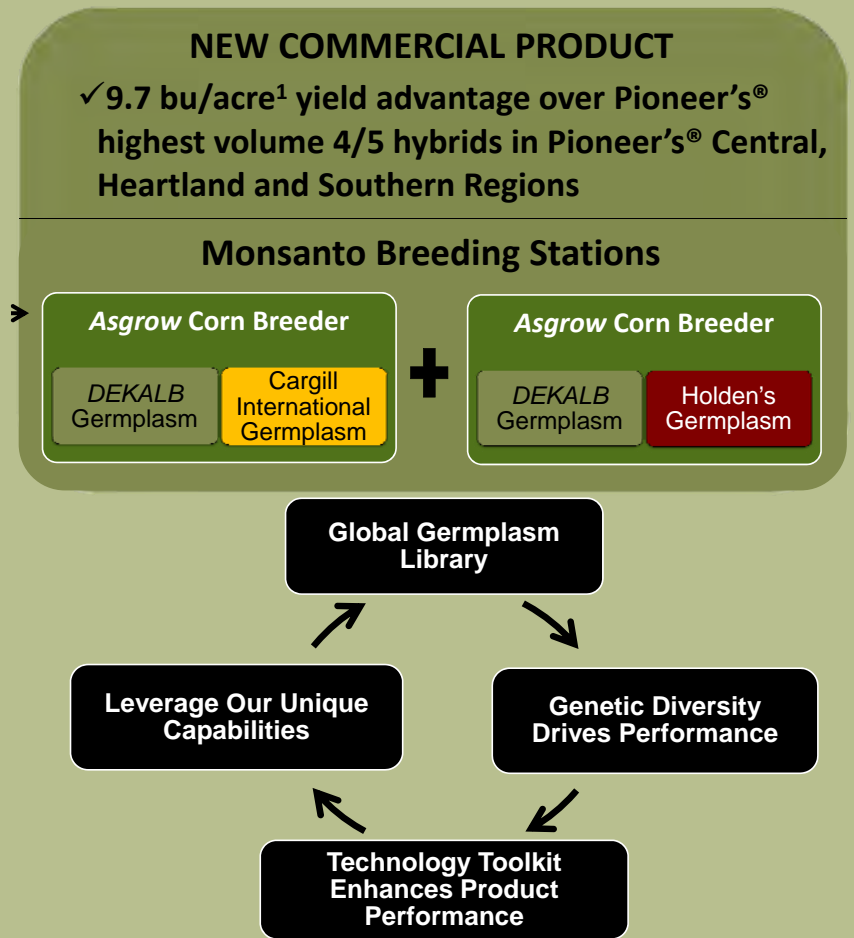 NEW COMMERCIAL PRODUCT
✓9.7 bu/acre¹ yield advantage over Pioneer's®
highest volume 4/5 hybrids in Pioneer's® Central,
Heartland and Southern Regions
Monsanto Breeding Stations
Asgrow Corn Breeder
DEKALB
Germplasm
Cargill
International
Germplasm
+
Asgrow Corn Breeder
DEKALB
Germplasm
Holden's
Germplasm
Global Germplasm
Library
Genetic Diversity
Drives Performance
Technology Toolkit
Enhances Product
Performance
Leverage Our Unique
Capabilities